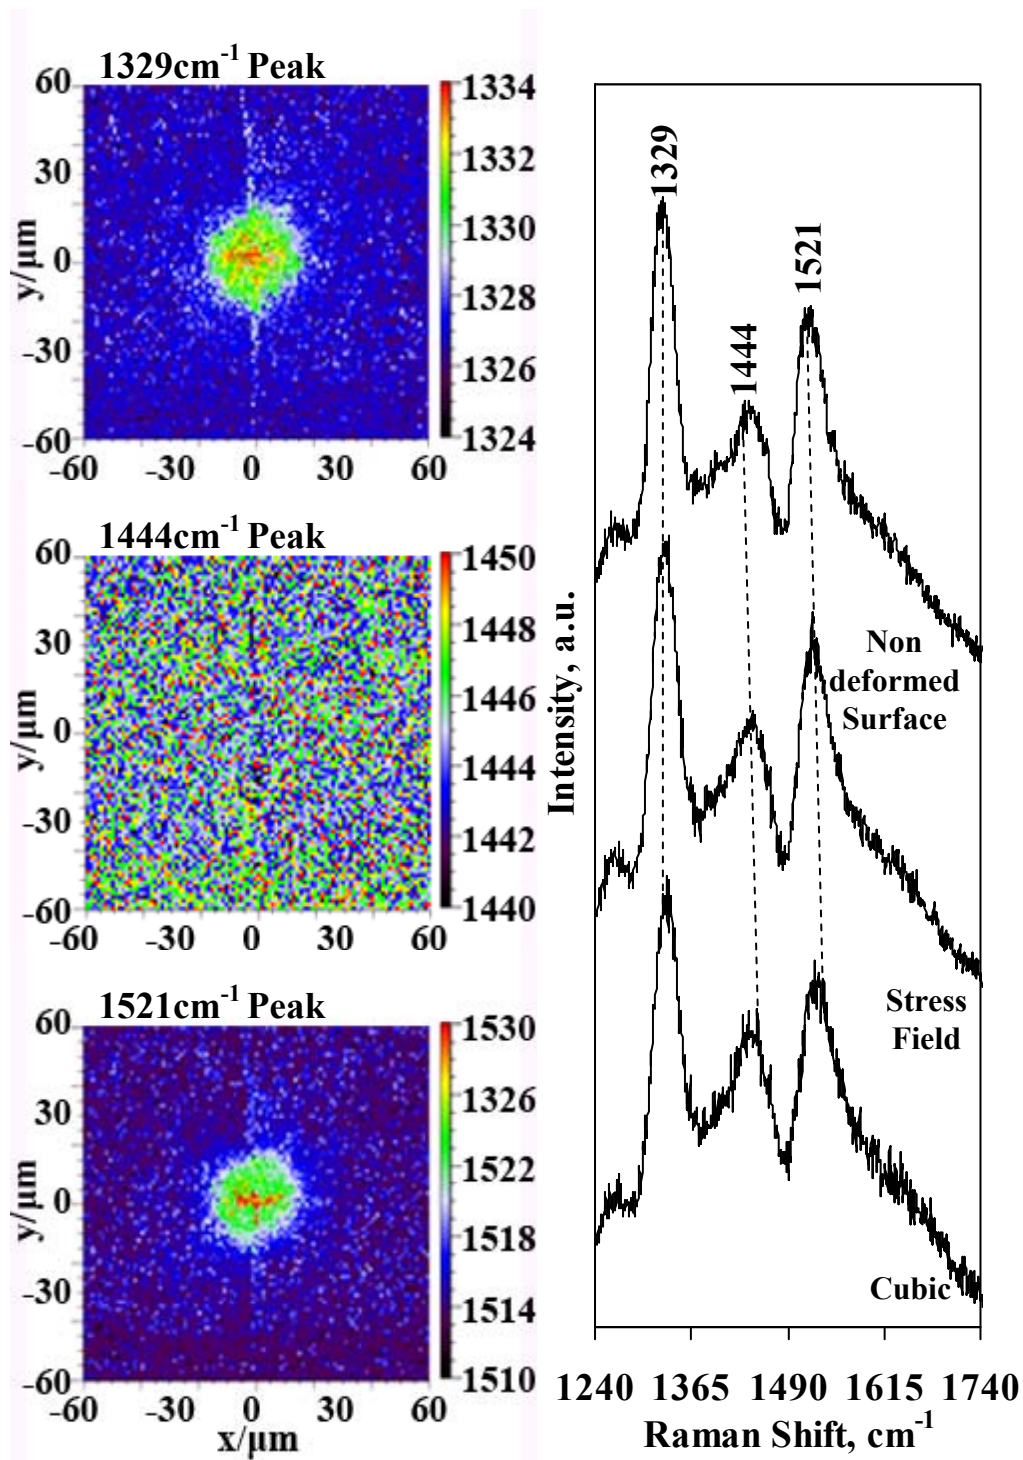 1329cm-1 Peak
60
30
0
-30
-60
y/μm
-60 -30 0 30 60
1334
1332
1330
1328
1326
1324
1444cm-1 Peak
60
30
0
-30
-60
y/μm
-60 -30 0 30 60
1450
1448
1446
1444
1442
1440
1521cm-1 Peak
60
30
0
-30
-60
y/μm
-60 -30 0 30 60
x/μm
1530
1326
1522
1518
1514
1510
Intensity, a.u.
1329
1444
1521
Non
deformed
Surface
Stress
Field
Cubic
1240 1365 1490 1615 1740
Raman Shift, cm-1